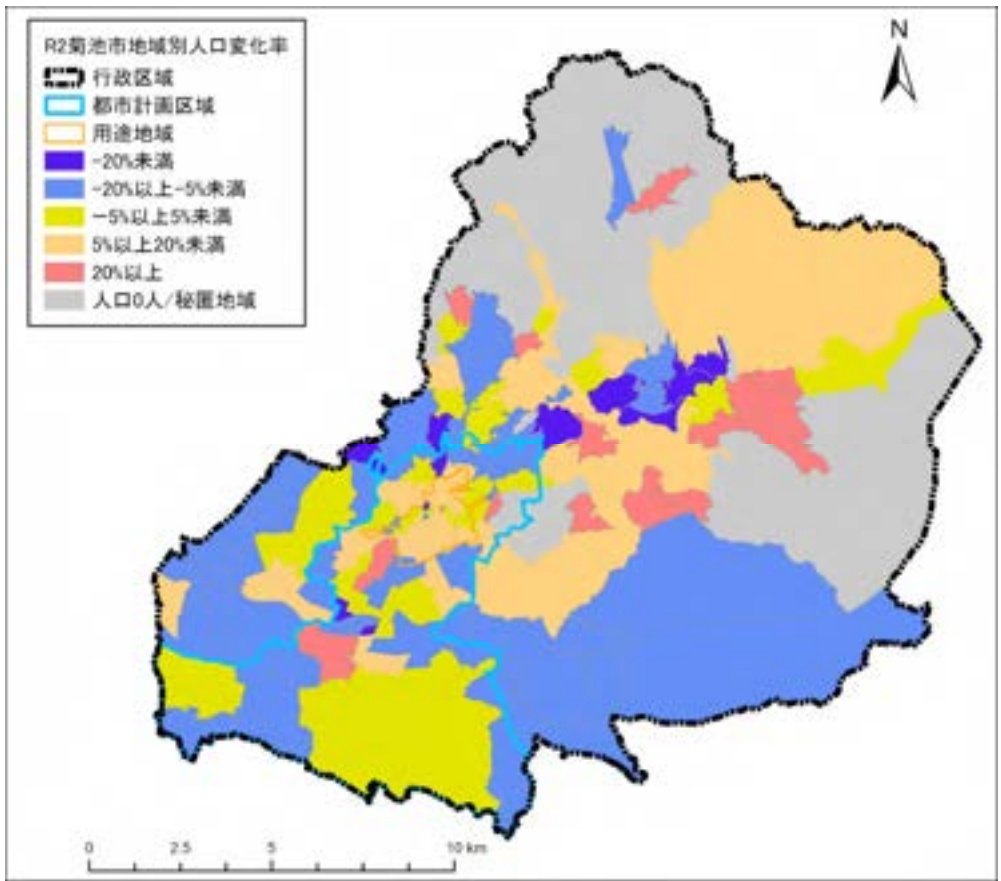 R2菊池市地域別人口変化率
行政区域
都市計画区域
用途地域
-20%未満
-20%以上-5%未満
ー5%以上5%未満
5%以上20%未満
20%以上
人口0人/秘匿地域
N
0 2.5 5 10 km